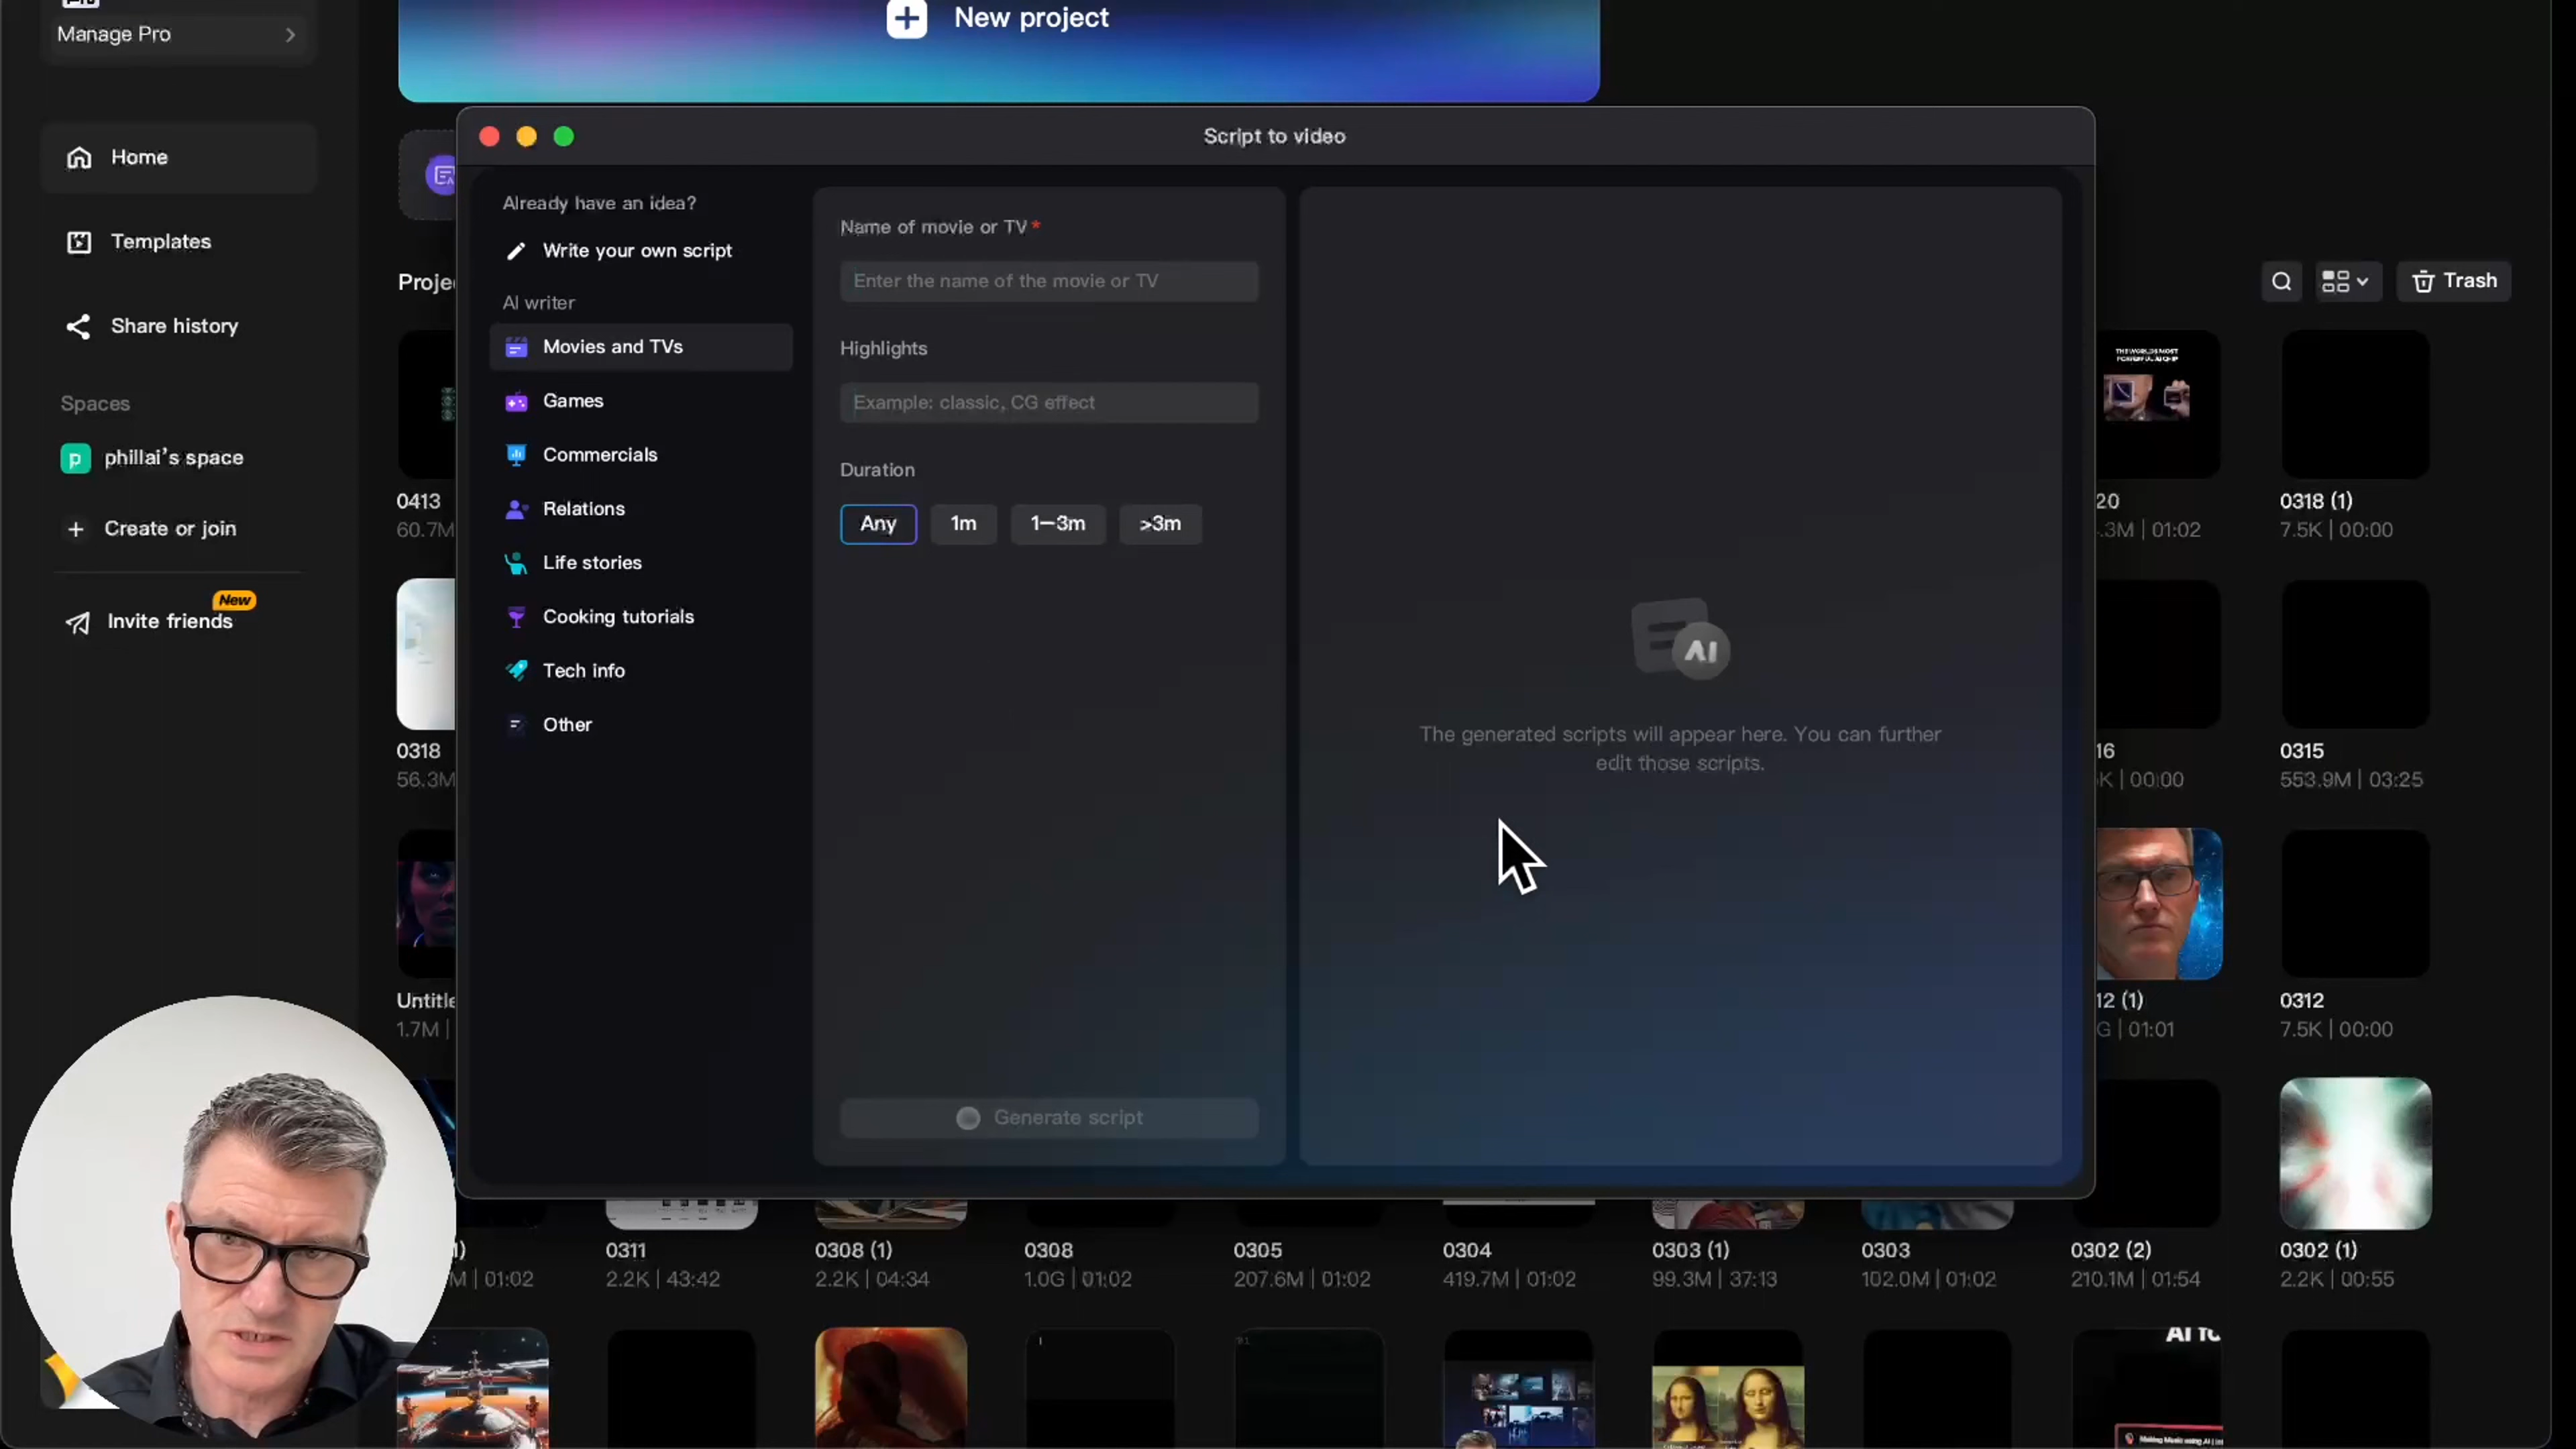 Manage Pro
New project
Home
Templates
Share history
Spaces
p phillai's space
+ Create or join
New
Invite friends
Script to video
Already have an idea?
Write your own script
AI writer
Movies and TVs
Games
Commercials
Relations
Life stories
Cooking tutorials
Tech info
Other
Name of movie or TV*
Enter the name of the movie or TV
Highlights
Example: classic, CG effect
Duration
Any 1m 1–3m >3m
Generate script
AI
The generated scripts will appear here. You can further
edit those scripts.
Trash
THE WORLDS MOST
0413 20 0318 (1)
60.7M .3M | 01:02 7.5K | 00:00
0318 16 0315
56.3M K | 00:00 553.9M | 03:25
Untitle 12 (1) 0312
1.7M | G | 01:01 7.5K | 00:00
1) 0311 0308 (1) 0308 0305 0304 0303 (1) 0303 0302 (2) 0302 (1)
M | 01:02 2.2K | 43:42 2.2K | 04:34 1.0G | 01:02 207.6M | 01:02 419.7M | 01:02 99.3M | 37:13 102.0M | 01:02 210.1M | 01:54 2.2K | 00:55